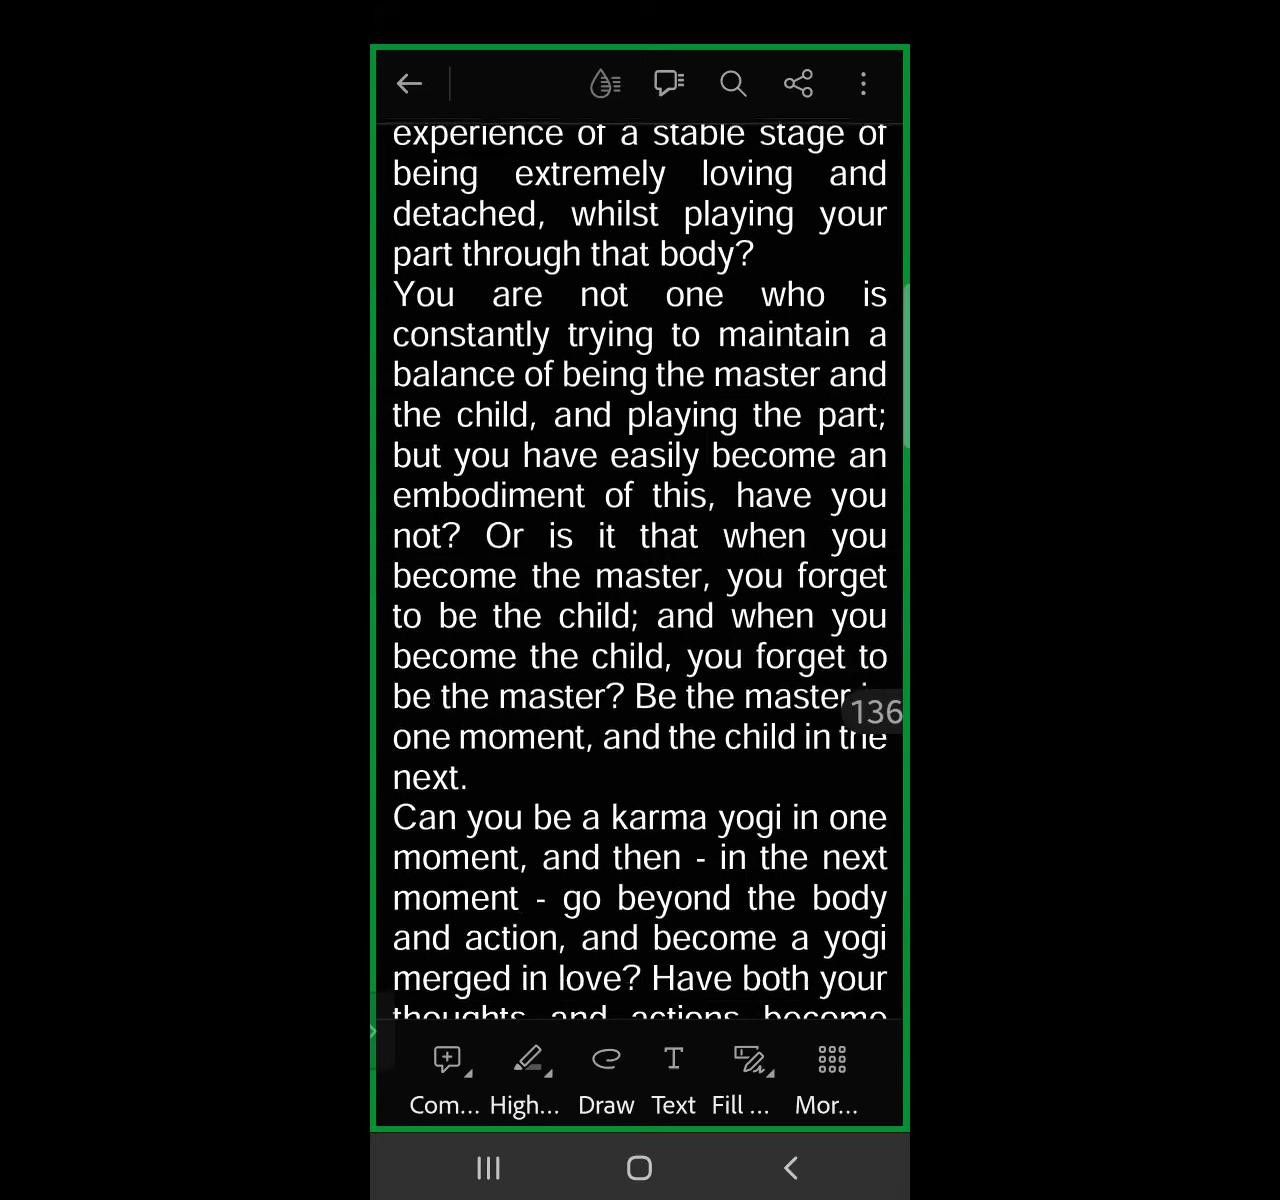 experience of a stable stage of
being extremely loving and
detached, whilst playing your
part through that body?
You are not one who is
constantly trying to maintain a
balance of being the master and
the child, and playing the part;
but you have easily become an
embodiment of this, have you
not? Or is it that when you
become the master, you forget
to be the child; and when you
become the child, you forget to
be the master? Be the master
136
one moment, and the child in the
next.
Can you be a karma yogi in one
moment, and then - in the next
moment - go beyond the body
and action, and become a yogi
merged in love? Have both your
thoughts and actions become
Com... High... Draw Text Fill ... Mor...